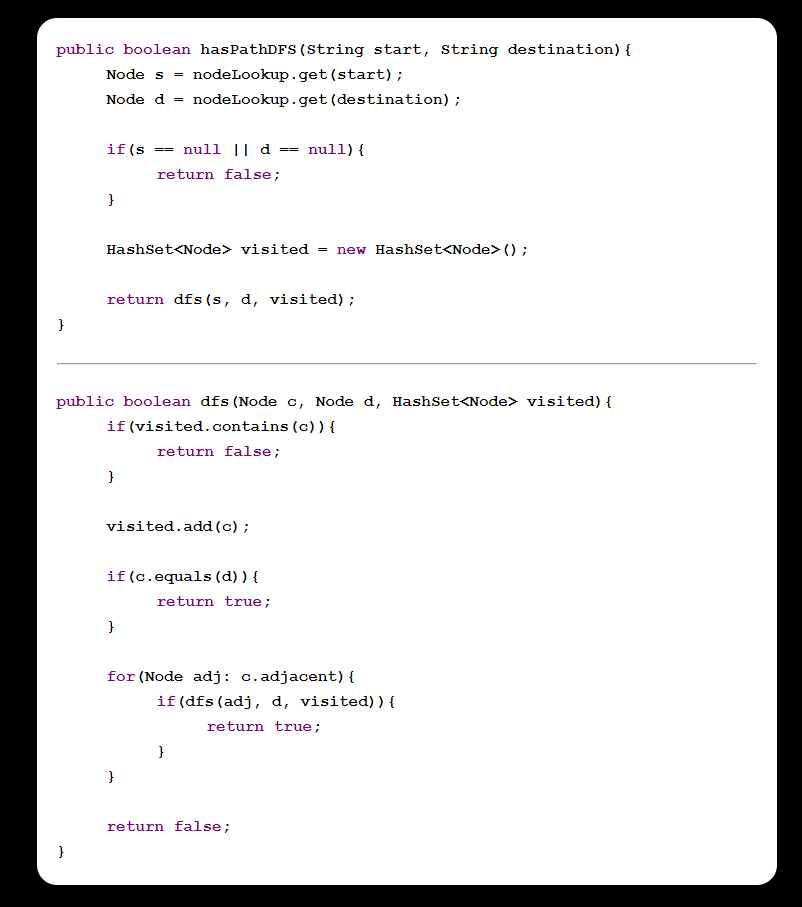 public boolean hasPathDFS(String start, String destination){
Node s = nodeLookup.get(start);
Node d = nodeLookup.get(destination);
if(s == null || d == null){
return false;
}
HashSet<Node> visited = new HashSet<Node>();
return dfs(s, d, visited);
}
public boolean dfs(Node c, Node d, HashSet<Node> visited){
if(visited.contains(c)){
return false;
}
visited.add(c);
if(c.equals(d)){
return true;
}
for(Node adj: c.adjacent){
if(dfs(adj, d, visited)){
return true;
}
}
return false;
}